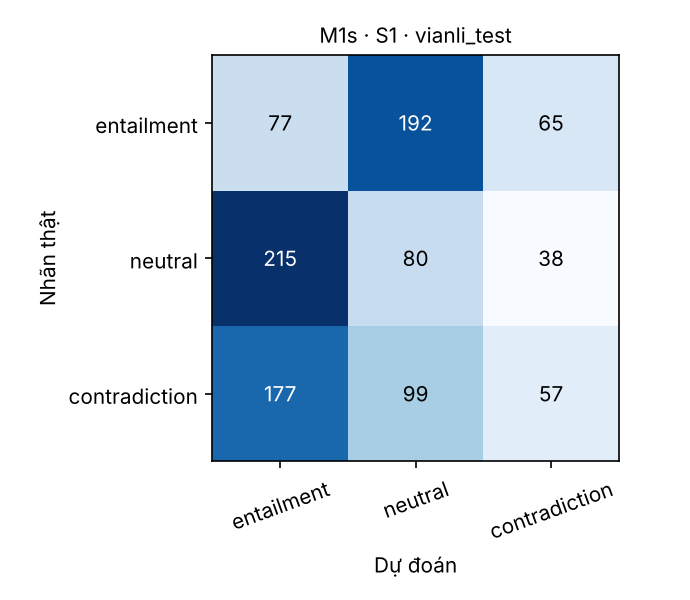 M1s · S1 · vianli_test
entailment 77 192 65
neutral 215 80 38
contradiction 177 99 57
Nhãn thật
entailment neutral contradiction
Dự đoán